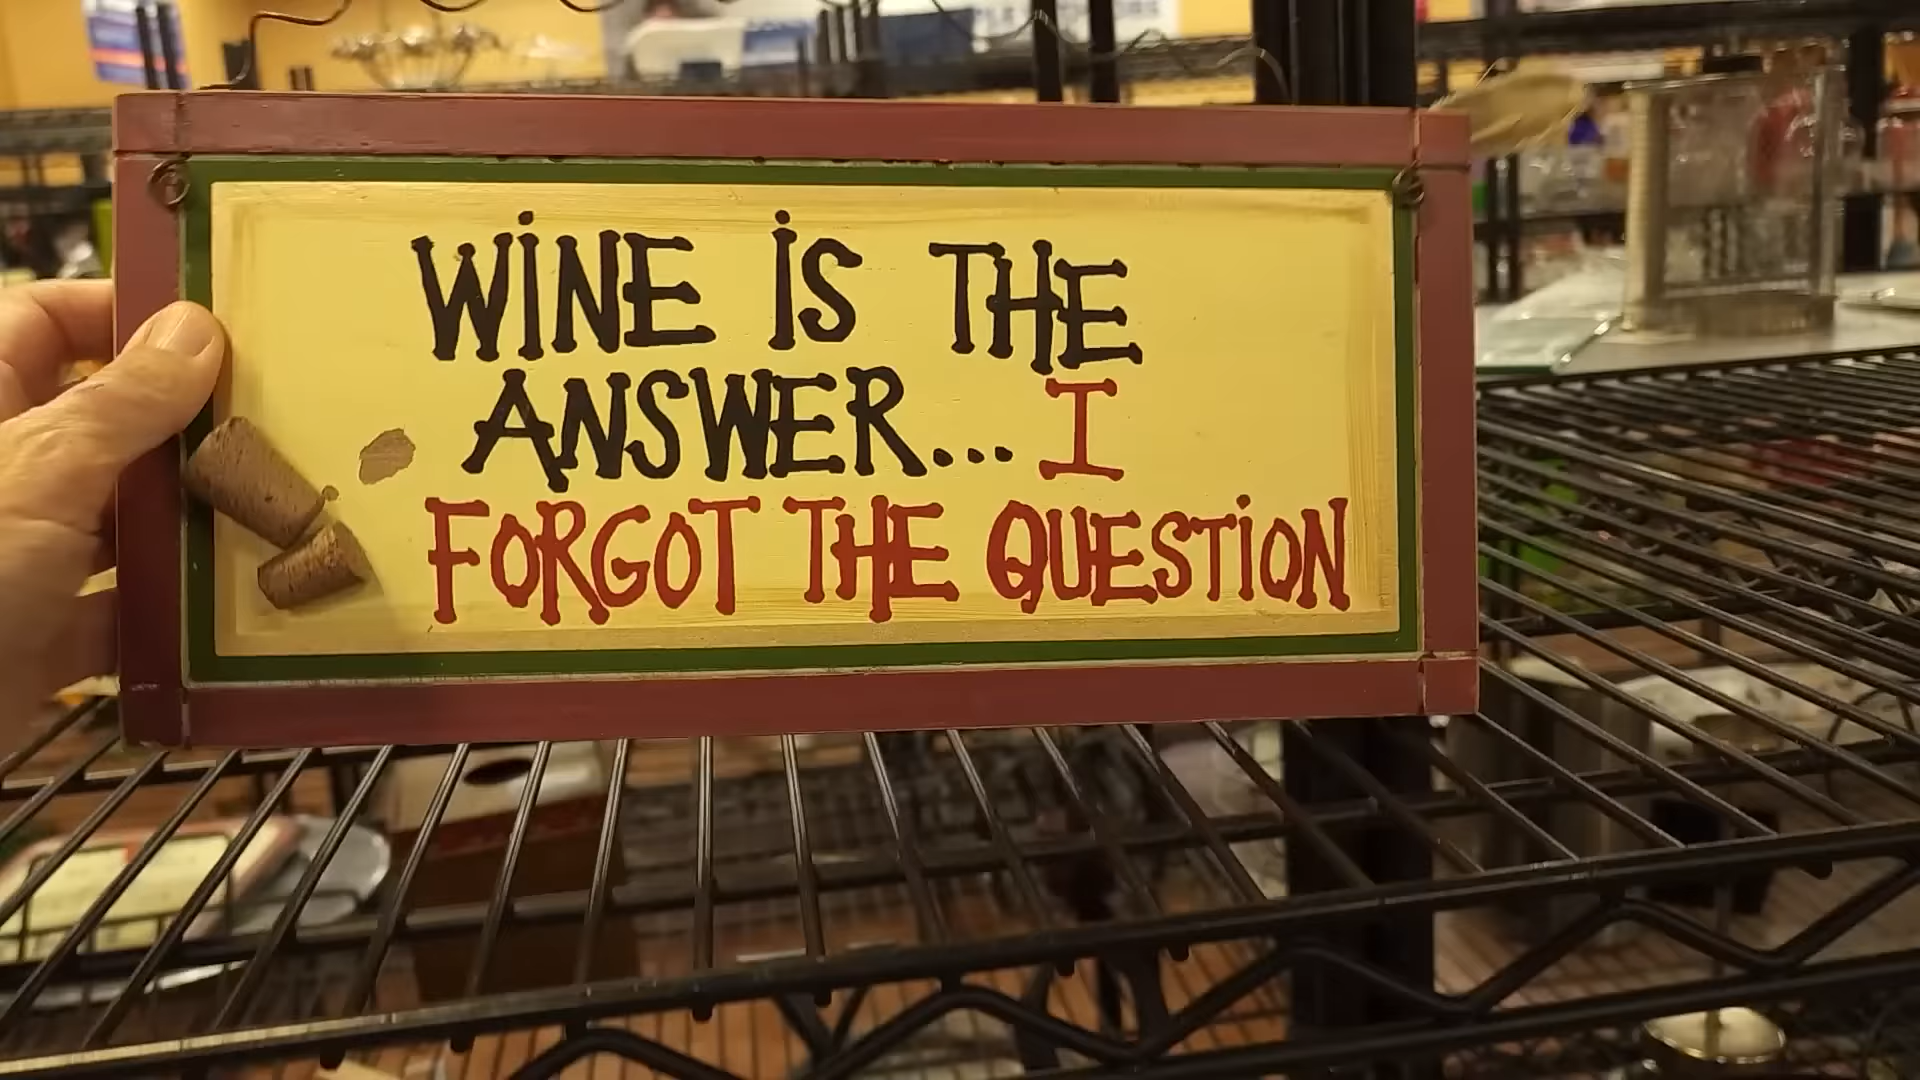 WiNE iS THE
ANSWER... I
FORGOT THE QUESTiON